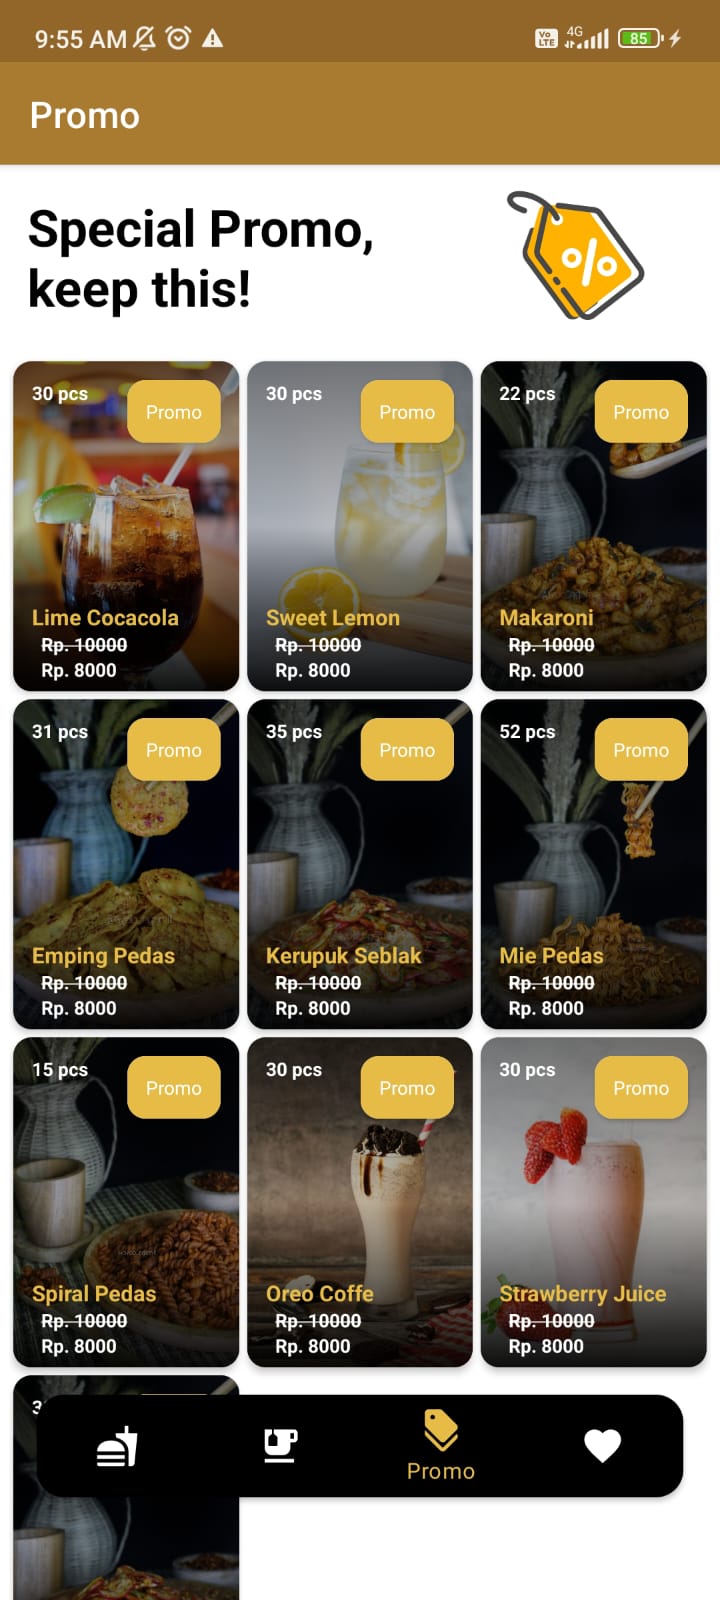 9:55 AM
Vo
LTE
4G
85
Promo
Special Promo,
keep this!
%
30 pcs
Promo
Lime Cocacola
Rp. 10000
Rp. 8000
30 pcs
Promo
Sweet Lemon
Rp. 10000
Rp. 8000
22 pcs
Promo
Makaroni
Rp. 10000
Rp. 8000
31 pcs
Promo
Emping Pedas
Rp. 10000
Rp. 8000
35 pcs
Promo
Kerupuk Seblak
Rp. 10000
Rp. 8000
52 pcs
Promo
Mie Pedas
Rp. 10000
Rp. 8000
15 pcs
Promo
Spiral Pedas
Rp. 10000
Rp. 8000
30 pcs
Promo
Oreo Coffe
Rp. 10000
Rp. 8000
30 pcs
Promo
Strawberry Juice
Rp. 10000
Rp. 8000
Promo